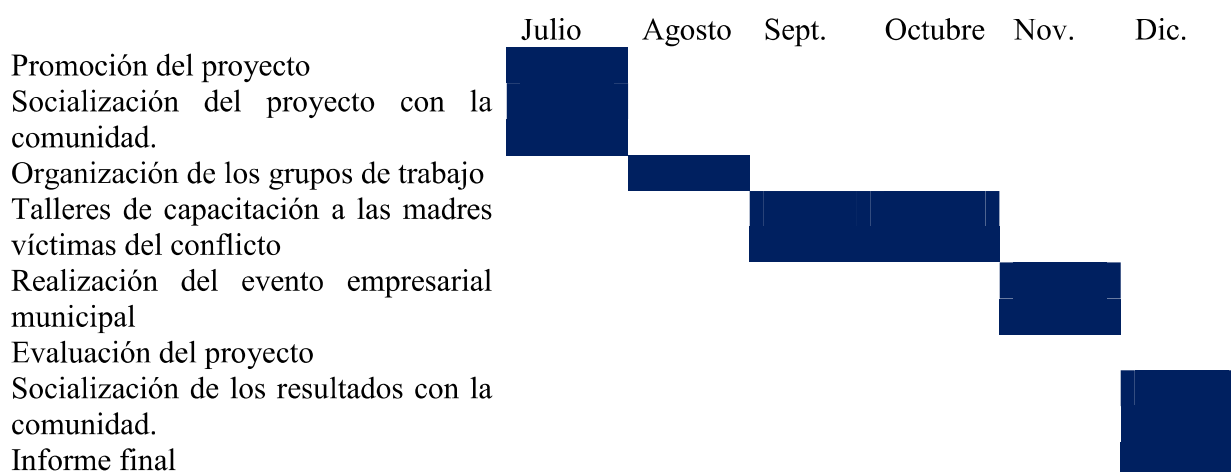 Julio Agosto Sept. Octubre Nov. Dic.
Promoción del proyecto
Socialización del proyecto con la
comunidad.
Organización de los grupos de trabajo
Talleres de capacitación a las madres
víctimas del conflicto
Realización del evento empresarial
municipal
Evaluación del proyecto
Socialización de los resultados con la
comunidad.
Informe final